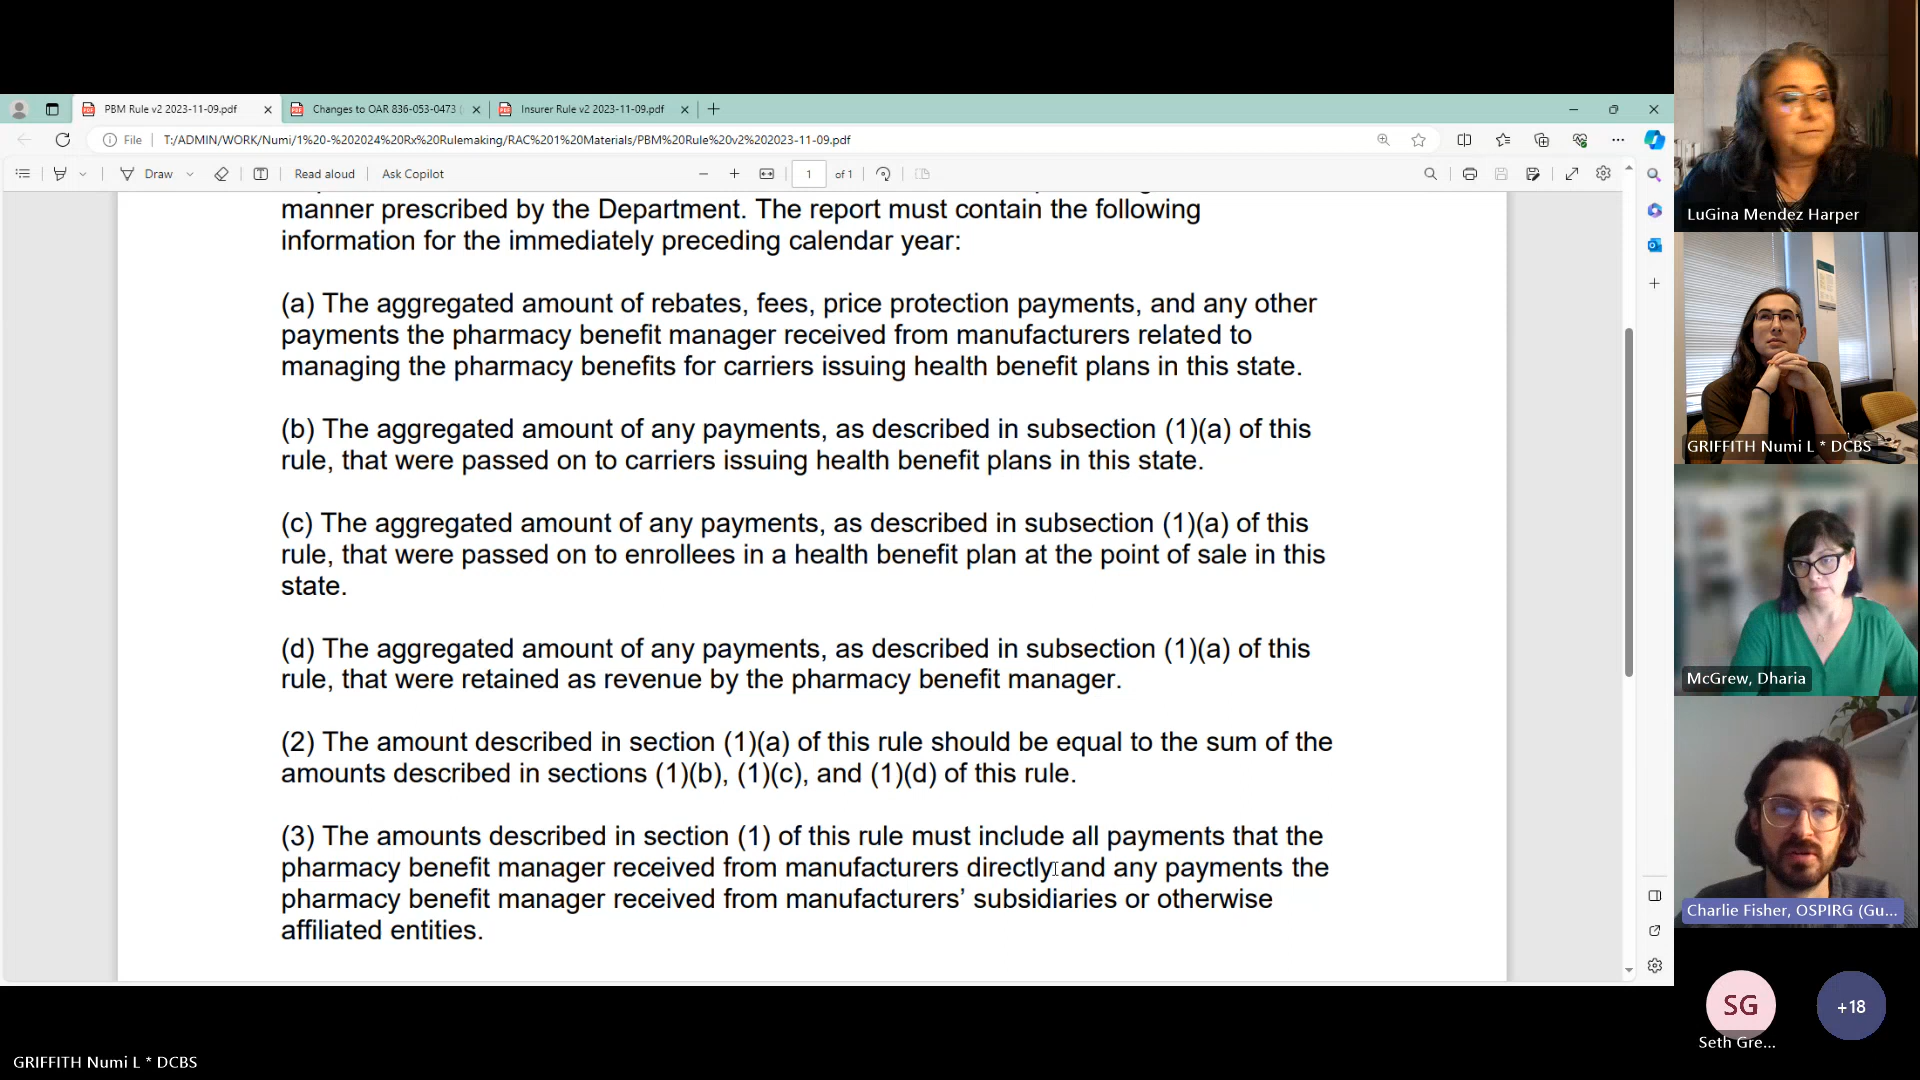 PBM Rule v2 2023-11-09.pdf
Changes to OAR 836-053-0473
Insurer Rule v2 2023-11-09.pdf
File
T:/ADMIN/WORK/Numi/1%20-%202024%20Rx%20Rulemaking/RAC%201%20Materials/PBM%20Rule%20v2%202023-11-09.pdf
Draw
Read aloud
Ask Copilot
1
of 1
manner prescribed by the Department. The report must contain the following
information for the immediately preceding calendar year:
(a) The aggregated amount of rebates, fees, price protection payments, and any other
payments the pharmacy benefit manager received from manufacturers related to
managing the pharmacy benefits for carriers issuing health benefit plans in this state.
(b) The aggregated amount of any payments, as described in subsection (1)(a) of this
rule, that were passed on to carriers issuing health benefit plans in this state.
(c) The aggregated amount of any payments, as described in subsection (1)(a) of this
rule, that were passed on to enrollees in a health benefit plan at the point of sale in this
state.
(d) The aggregated amount of any payments, as described in subsection (1)(a) of this
rule, that were retained as revenue by the pharmacy benefit manager.
(2) The amount described in section (1)(a) of this rule should be equal to the sum of the
amounts described in sections (1)(b), (1)(c), and (1)(d) of this rule.
(3) The amounts described in section (1) of this rule must include all payments that the
pharmacy benefit manager received from manufacturers directly and any payments the
pharmacy benefit manager received from manufacturers' subsidiaries or otherwise
affiliated entities.
LuGina Mendez Harper
GRIFFITH Numi L * DCBS
McGrew, Dharia
Charlie Fisher, OSPIRG (Gu...
SG
+18
Seth Gre...
GRIFFITH Numi L * DCBS